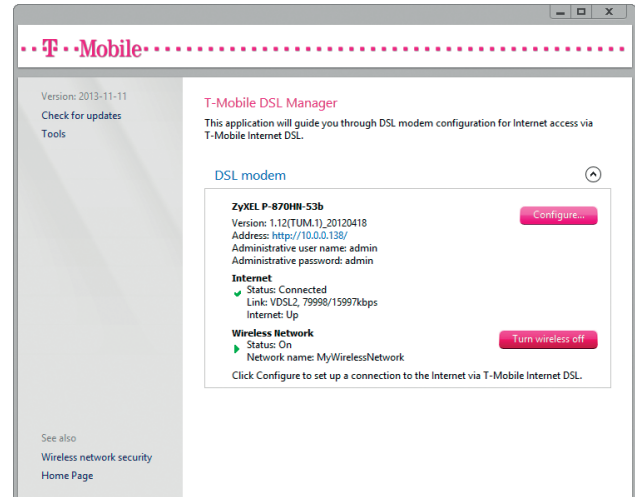 T Mobile
Version: 2013-11-11
Check for updates
Tools
T-Mobile DSL Manager
This application will guide you through DSL modem configuration for Internet access via
T-Mobile Internet DSL.
DSL modem
ZyXEL P-870HN-53b
Version: 1.12(TUM.1)_20120418
Address: http://10.0.0.138/
Administrative user name: admin
Administrative password: admin
Configure...
Internet
Status: Connected
Link: VDSL2, 79998/15997kbps
Internet: Up
Wireless Network
Status: On
Network name: MyWirelessNetwork
Turn wireless off
Click Configure to set up a connection to the Internet via T-Mobile Internet DSL.
See also
Wireless network security
Home Page